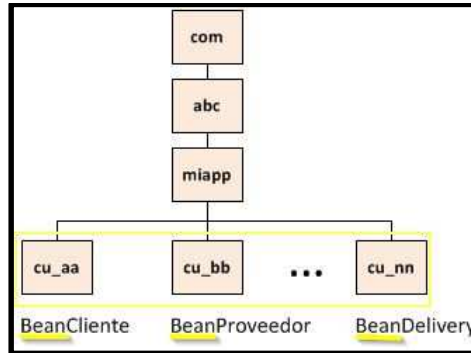 com
abc
miapp
cu_aa cu_bb ... cu_nn
BeanCliente BeanProveedor BeanDelivery